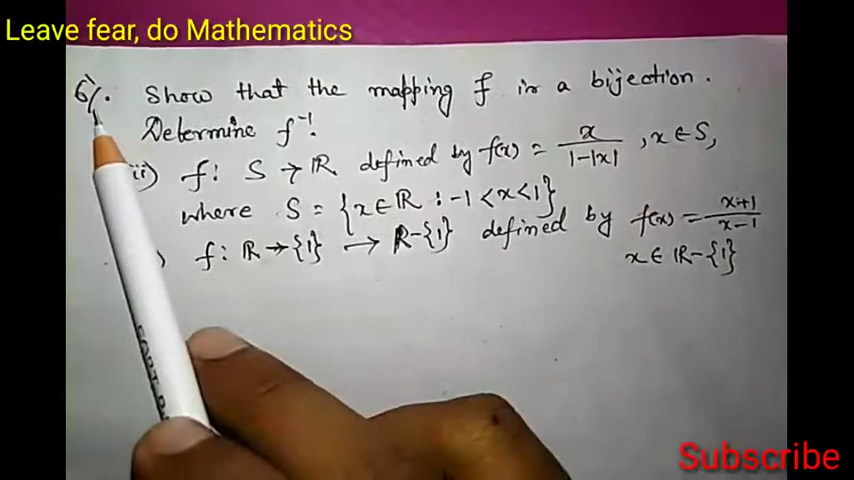 Leave fear, do Mathematics
6/. Show that the mapping f is a bijection.
Determine f⁻¹.
ii) f: S → ℝ defined by f(x) = x/(1-|x|), x ∈ S,
where S = {x ∈ ℝ : -1 < x < 1}
) f: ℝ → {1} → ℝ-{1} defined by f(x) = (x+1)/(x-1)
x ∈ ℝ-{1}
Subscribe